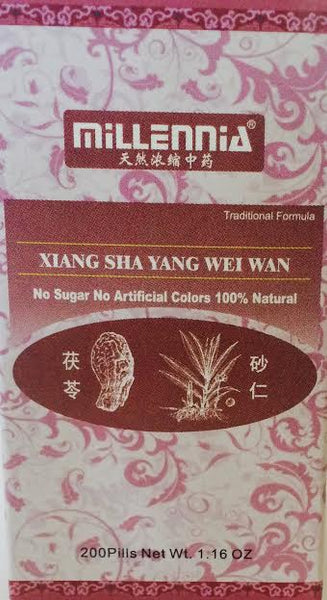 MiLLENNiA®
天然浓缩中药
Traditional Formula
XIANG SHA YANG WEI WAN
No Sugar No Artificial Colors 100% Natural
茯苓
砂仁
200Pills Net Wt. 1.16 OZ